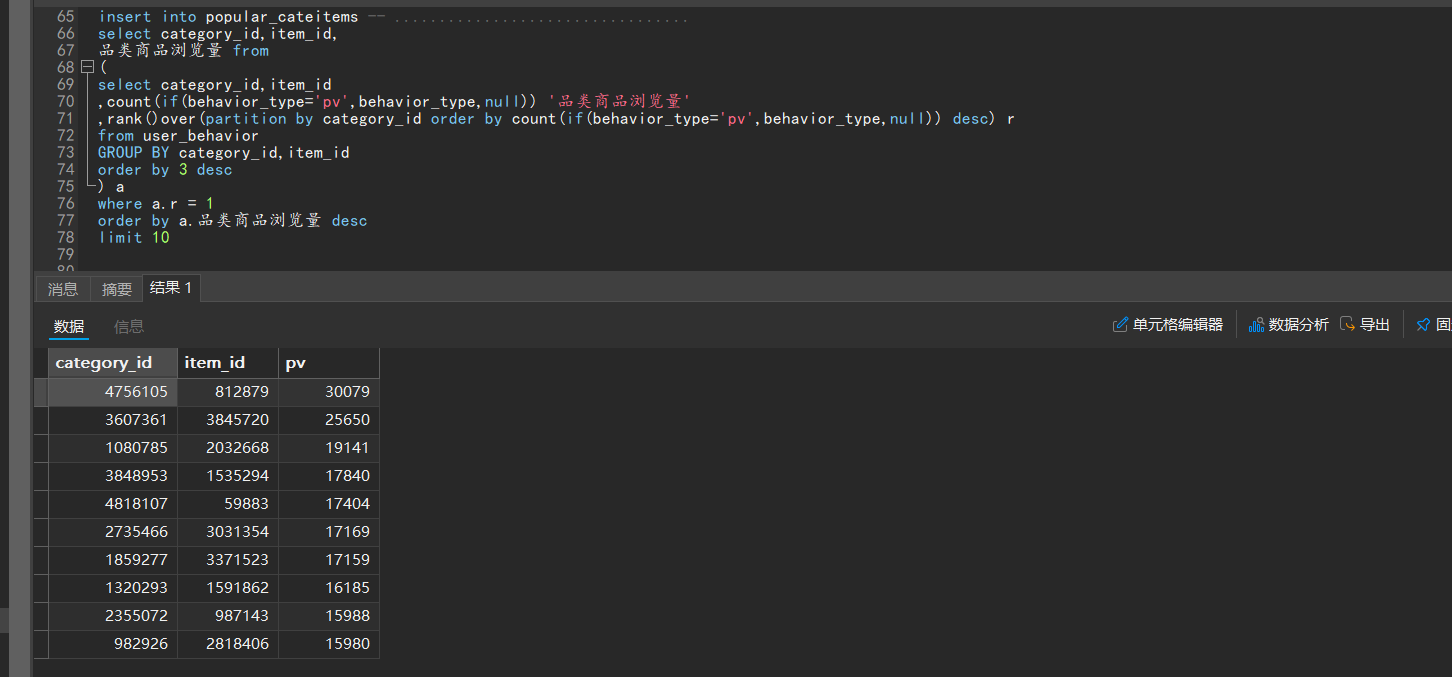 65 insert into popular_cateitems -- .................................
66 select category_id,item_id,
67 品类商品浏览量 from
68 (
69 select category_id,item_id
70 ,count(if(behavior_type='pv',behavior_type,null)) '品类商品浏览量'
71 ,rank()over(partition by category_id order by count(if(behavior_type='pv',behavior_type,null)) desc) r
72 from user_behavior
73 GROUP BY category_id,item_id
74 order by 3 desc
75 ) a
76 where a.r = 1
77 order by a.品类商品浏览量 desc
78 limit 10
79
80
消息 摘要 结果 1
数据 信息 单元格编辑器 数据分析 导出 固
category_id item_id pv
4756105 812879 30079
3607361 3845720 25650
1080785 2032668 19141
3848953 1535294 17840
4818107 59883 17404
2735466 3031354 17169
1859277 3371523 17159
1320293 1591862 16185
2355072 987143 15988
982926 2818406 15980